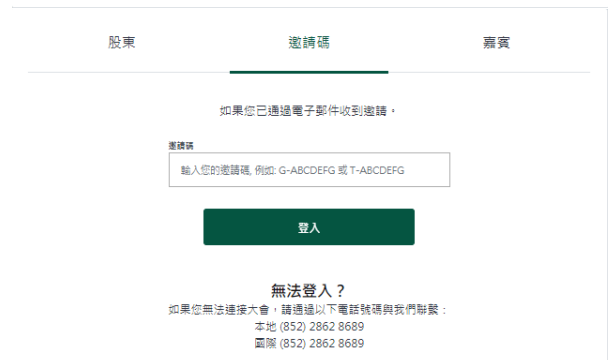 股東
邀請碼
嘉賓
如果您已通過電子郵件收到邀請。
邀請碼
輸入您的邀請碼, 例如: G-ABCDEFG 或 T-ABCDEFG
登入
無法登入？
如果您無法連接大會，請通過以下電話號碼與我們聯繫：
本地 (852) 2862 8689
國際 (852) 2862 8689